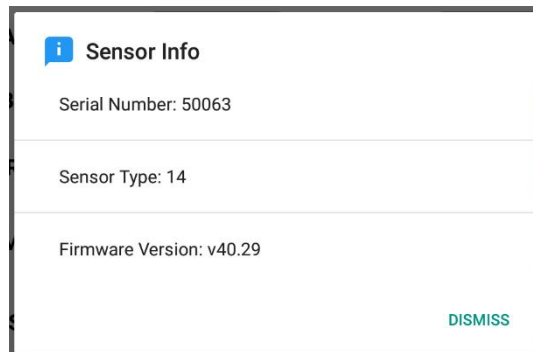 Sensor Info
Serial Number: 50063
Sensor Type: 14
Firmware Version: v40.29
DISMISS